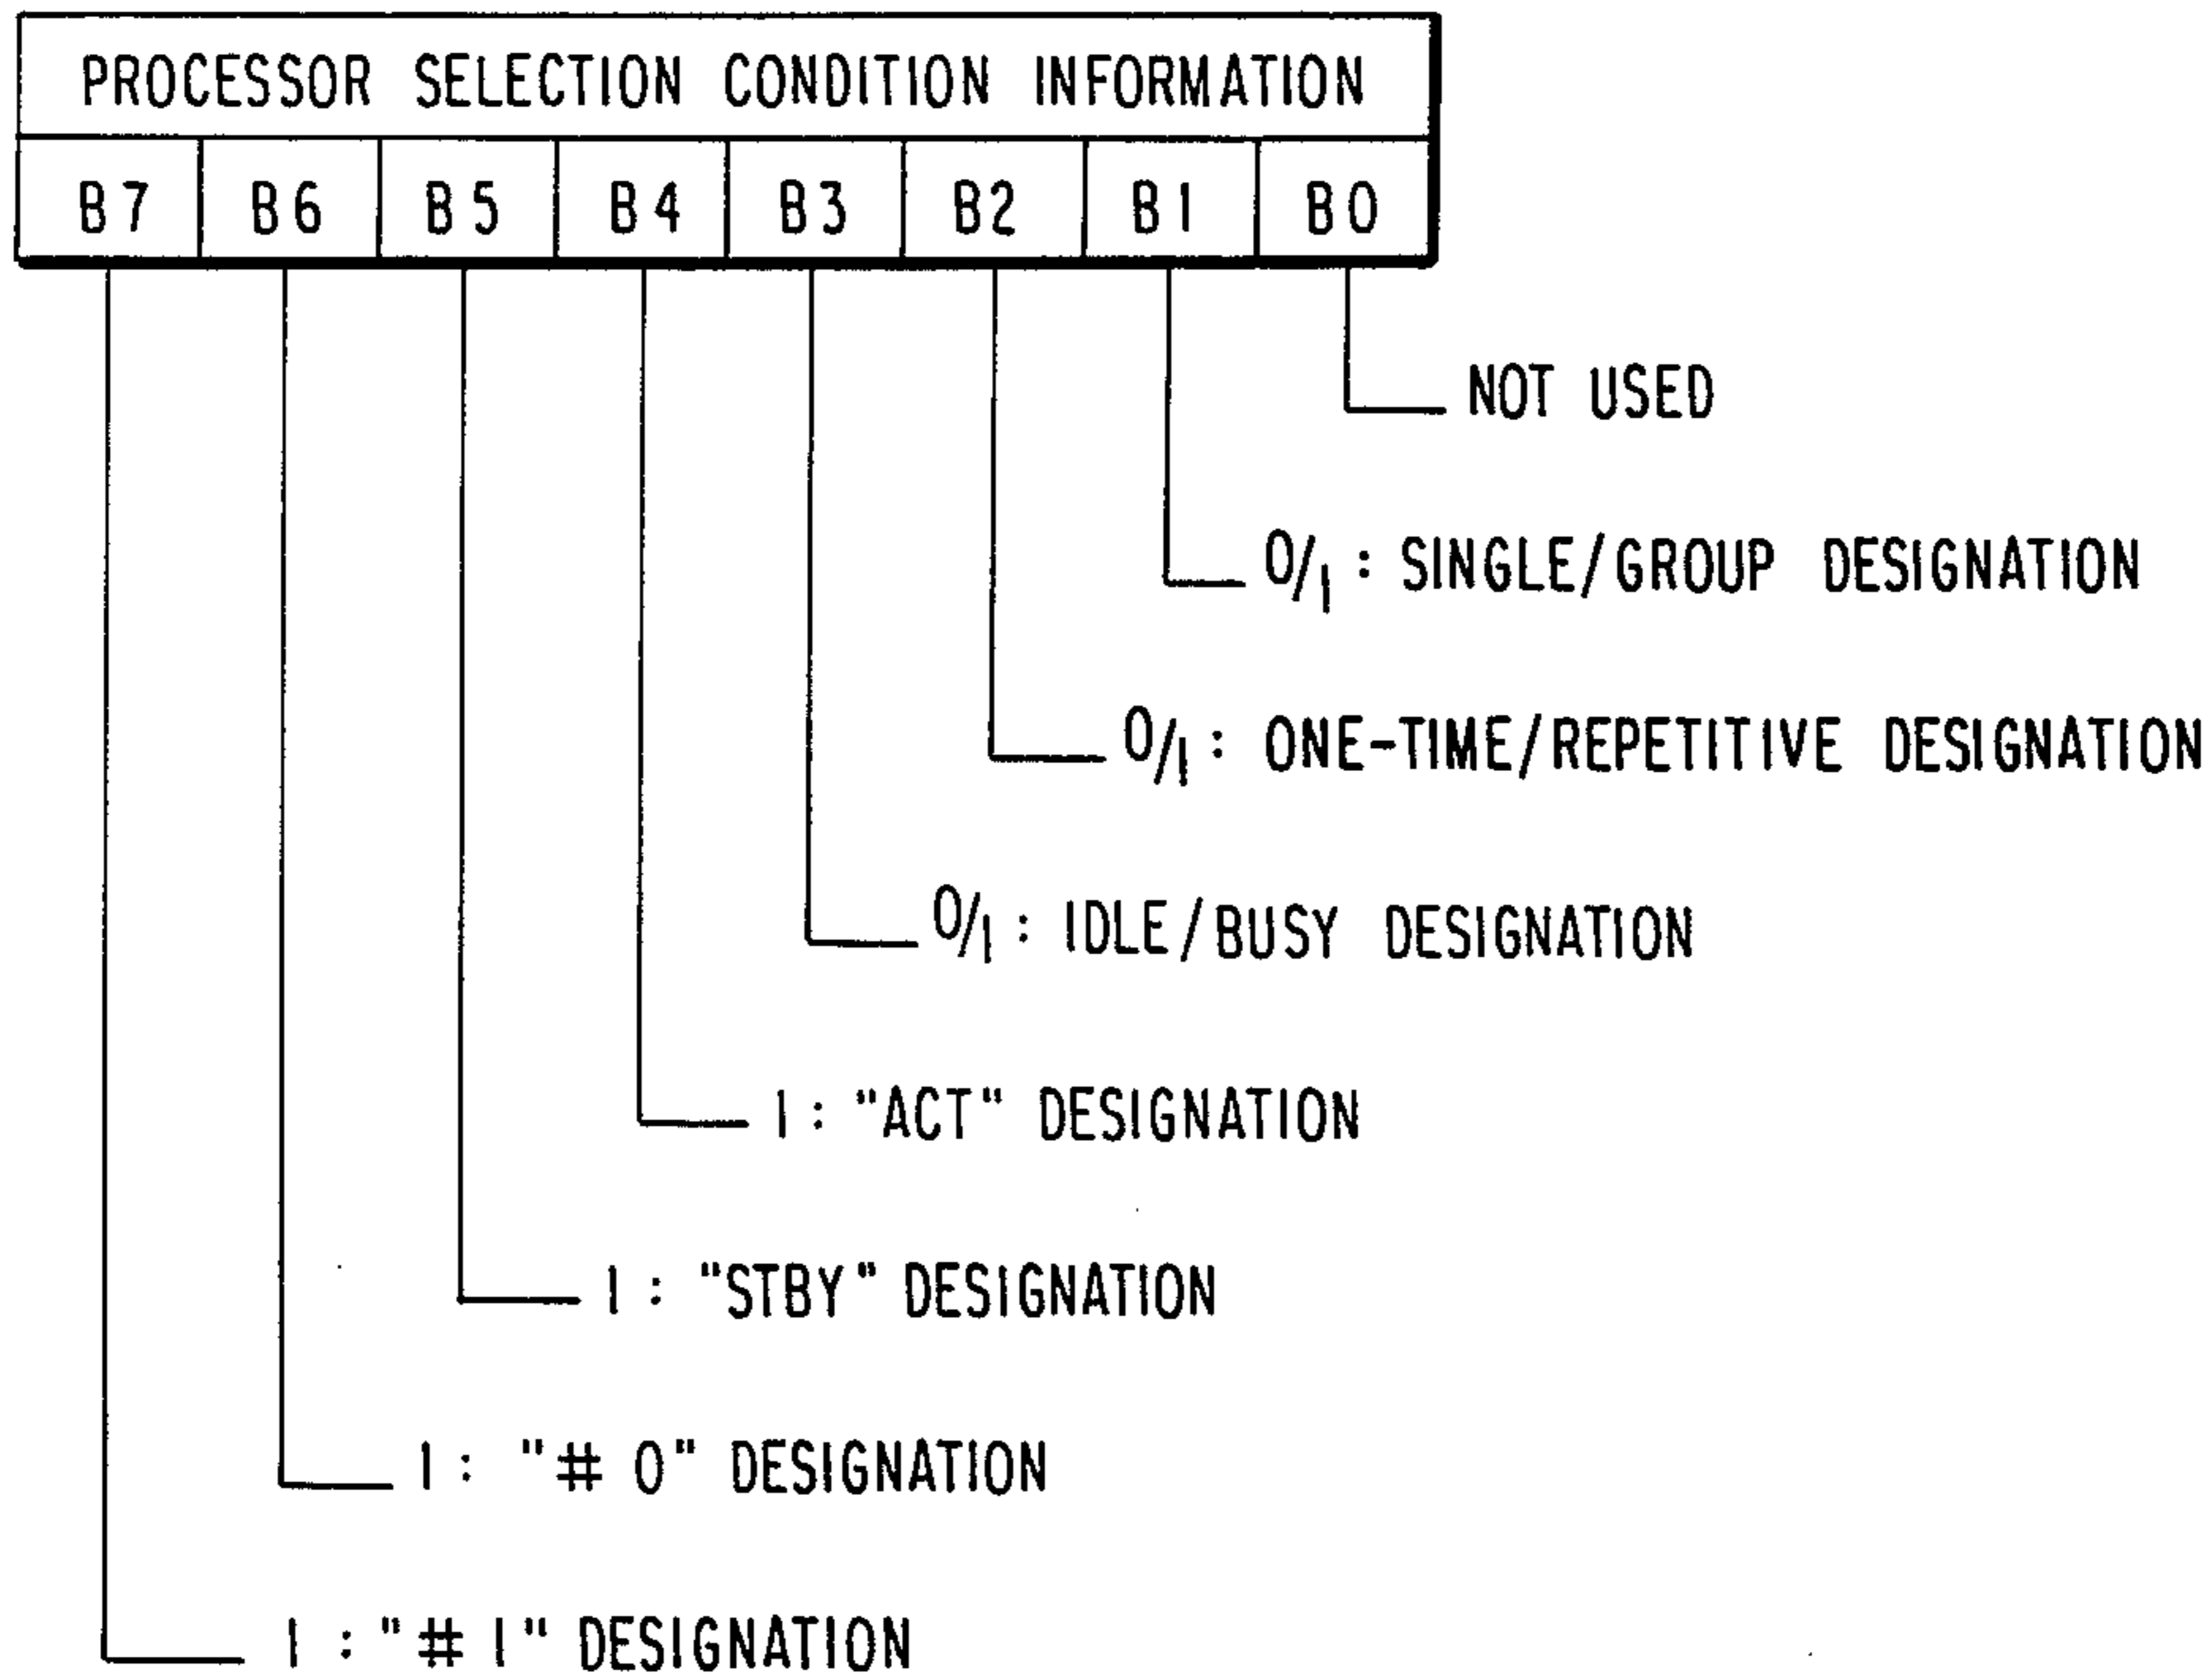 PROCESSOR SELECTION CONDITION INFORMATION
B7 B6 B5 B4 B3 B2 B1 B0
NOT USED
0/1 : SINGLE/GROUP DESIGNATION
0/1 : ONE-TIME/REPETITIVE DESIGNATION
0/1 : IDLE/BUSY DESIGNATION
1 : "ACT" DESIGNATION
1 : "STBY" DESIGNATION
1 : "# 0" DESIGNATION
1 : "# 1" DESIGNATION